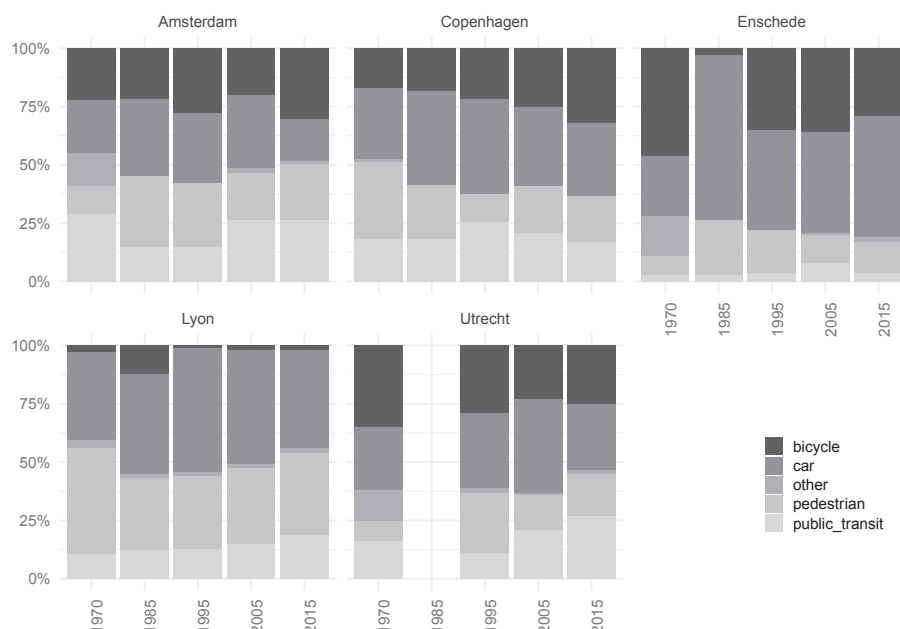 Amsterdam Copenhagen Enschede
100%
75%
50%
25%
0%
1970 1985 1995 2005 2015
Lyon Utrecht
100%
75%
50%
25%
0%
1970 1985 1995 2005 2015 1970 1985 1995 2005 2015
bicycle
car
other
pedestrian
public_transit